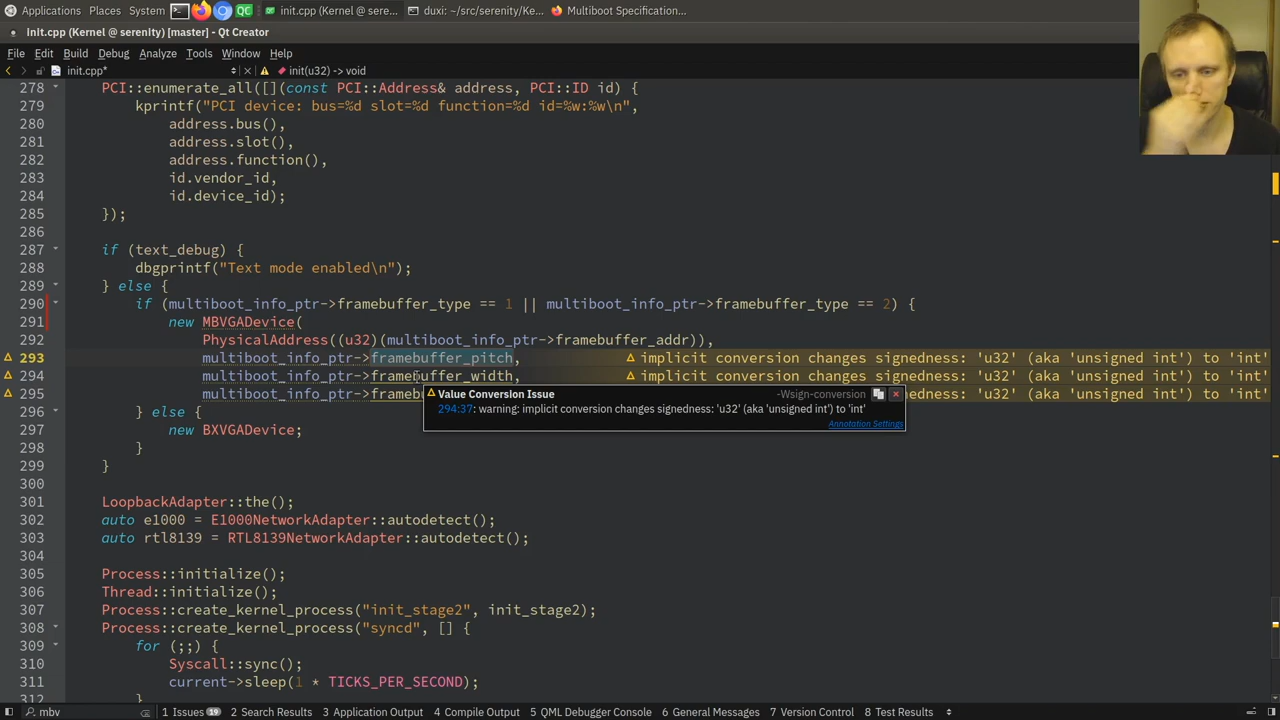 Applications Places System init.cpp (Kernel @ sere... duxi: ~/src/serenity/Ke... Multiboot Specification...
init.cpp (Kernel @ serenity) [master] - Qt Creator
File Edit Build Debug Analyze Tools Window Help
init.cpp* init(u32) -> void
278 PCI::enumerate_all([](const PCI::Address& address, PCI::ID id) {
279 kprintf("PCI device: bus=%d slot=%d function=%d id=%w:%w\n",
280 address.bus(),
281 address.slot(),
282 address.function(),
283 id.vendor_id,
284 id.device_id);
285 });
286
287 if (text_debug) {
288 dbgprintf("Text mode enabled\n");
289 } else {
290 if (multiboot_info_ptr->framebuffer_type == 1 || multiboot_info_ptr->framebuffer_type == 2) {
291 new MBVGADevice(
292 PhysicalAddress((u32)(multiboot_info_ptr->framebuffer_addr)),
293 multiboot_info_ptr->framebuffer_pitch, implicit conversion changes signedness: 'u32' (aka 'unsigned int') to 'int'
294 multiboot_info_ptr->framebuffer_width, implicit conversion changes signedness: 'u32' (aka 'unsigned int') to 'int'
295 multiboot_info_ptr->frameb edness: 'u32' (aka 'unsigned int') to 'int'
Value Conversion Issue -Wsign-conversion
294:37: warning: implicit conversion changes signedness: 'u32' (aka 'unsigned int') to 'int'
Annotation Settings
296 } else {
297 new BXVGADevice;
298 }
299 }
300
301 LoopbackAdapter::the();
302 auto e1000 = E1000NetworkAdapter::autodetect();
303 auto rtl8139 = RTL8139NetworkAdapter::autodetect();
304
305 Process::initialize();
306 Thread::initialize();
307 Process::create_kernel_process("init_stage2", init_stage2);
308 Process::create_kernel_process("syncd", [] {
309 for (;;) {
310 Syscall::sync();
311 current->sleep(1 * TICKS_PER_SECOND);
312 }
mbv 1 Issues 19 2 Search Results 3 Application Output 4 Compile Output 5 QML Debugger Console 6 General Messages 7 Version Control 8 Test Results